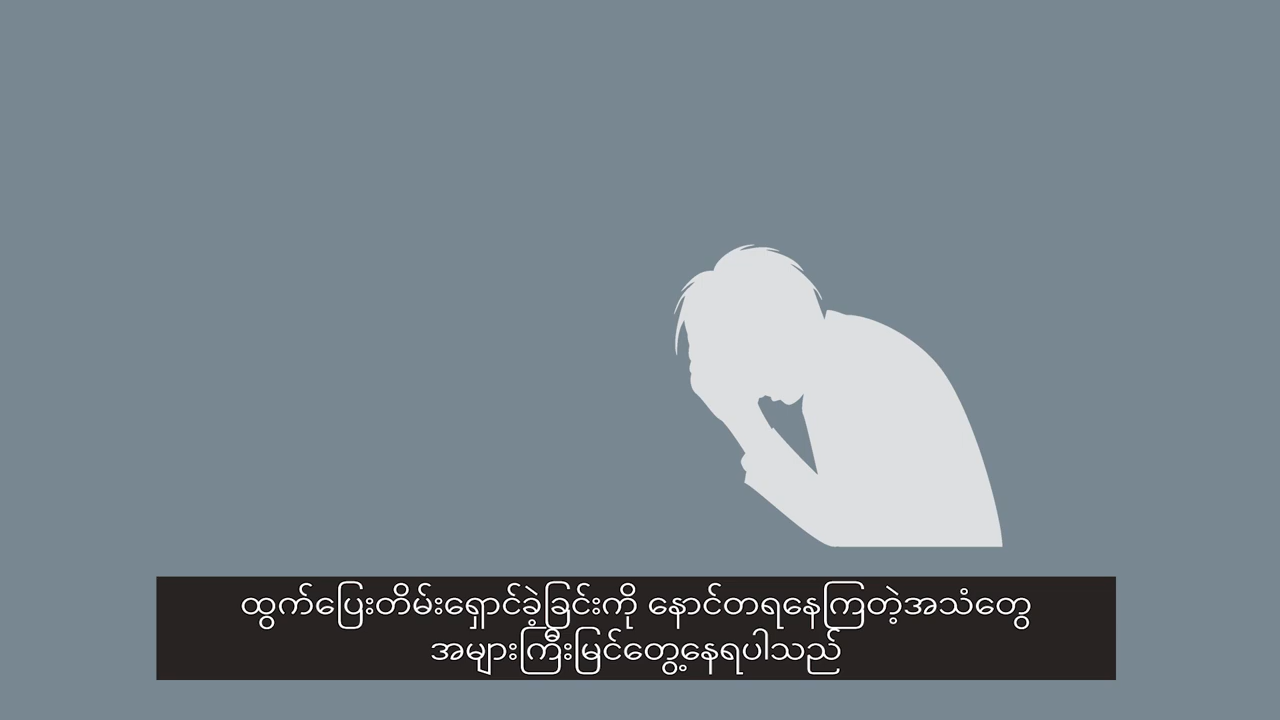 ထွက်ပြေးတိမ်းရှောင်ခဲ့ခြင်းကို နောင်တရနေကြတဲ့အသံတွေ
အများကြီးမြင်တွေ့နေရပါသည်